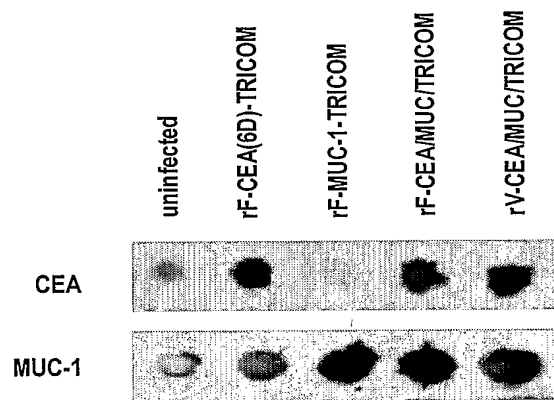 uninfected
rF-CEA(6D)-TRICOM
rF-MUC-1-TRICOM
rF-CEA/MUC/TRICOM
rV-CEA/MUC/TRICOM
CEA
MUC-1